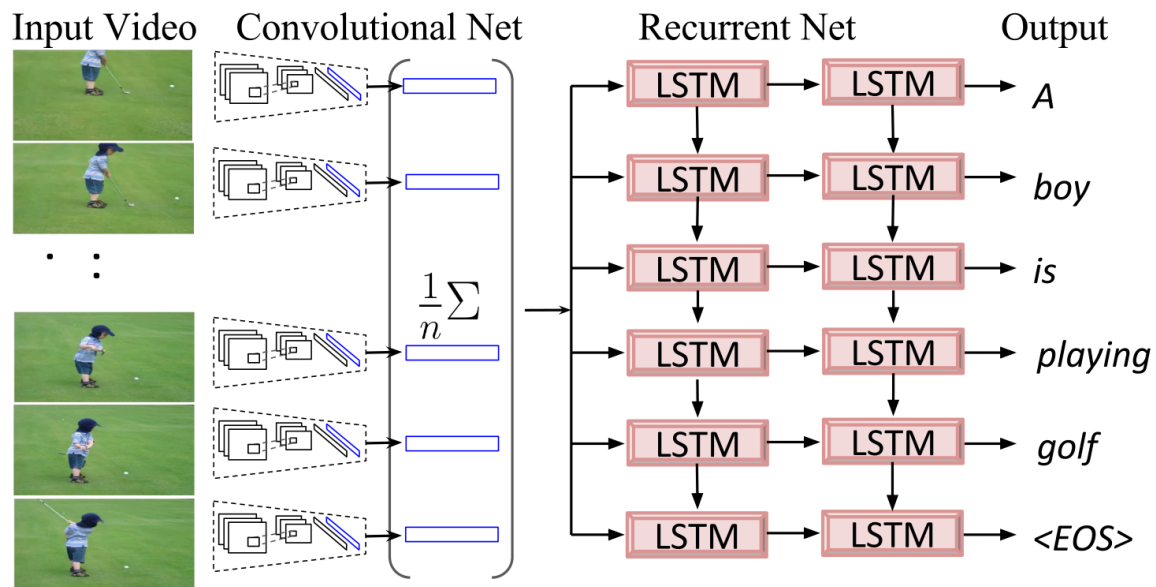 Input Video Convolutional Net Recurrent Net Output
LSTM LSTM A
LSTM LSTM boy
LSTM LSTM is
1/n ∑
LSTM LSTM playing
LSTM LSTM golf
LSTM LSTM <EOS>